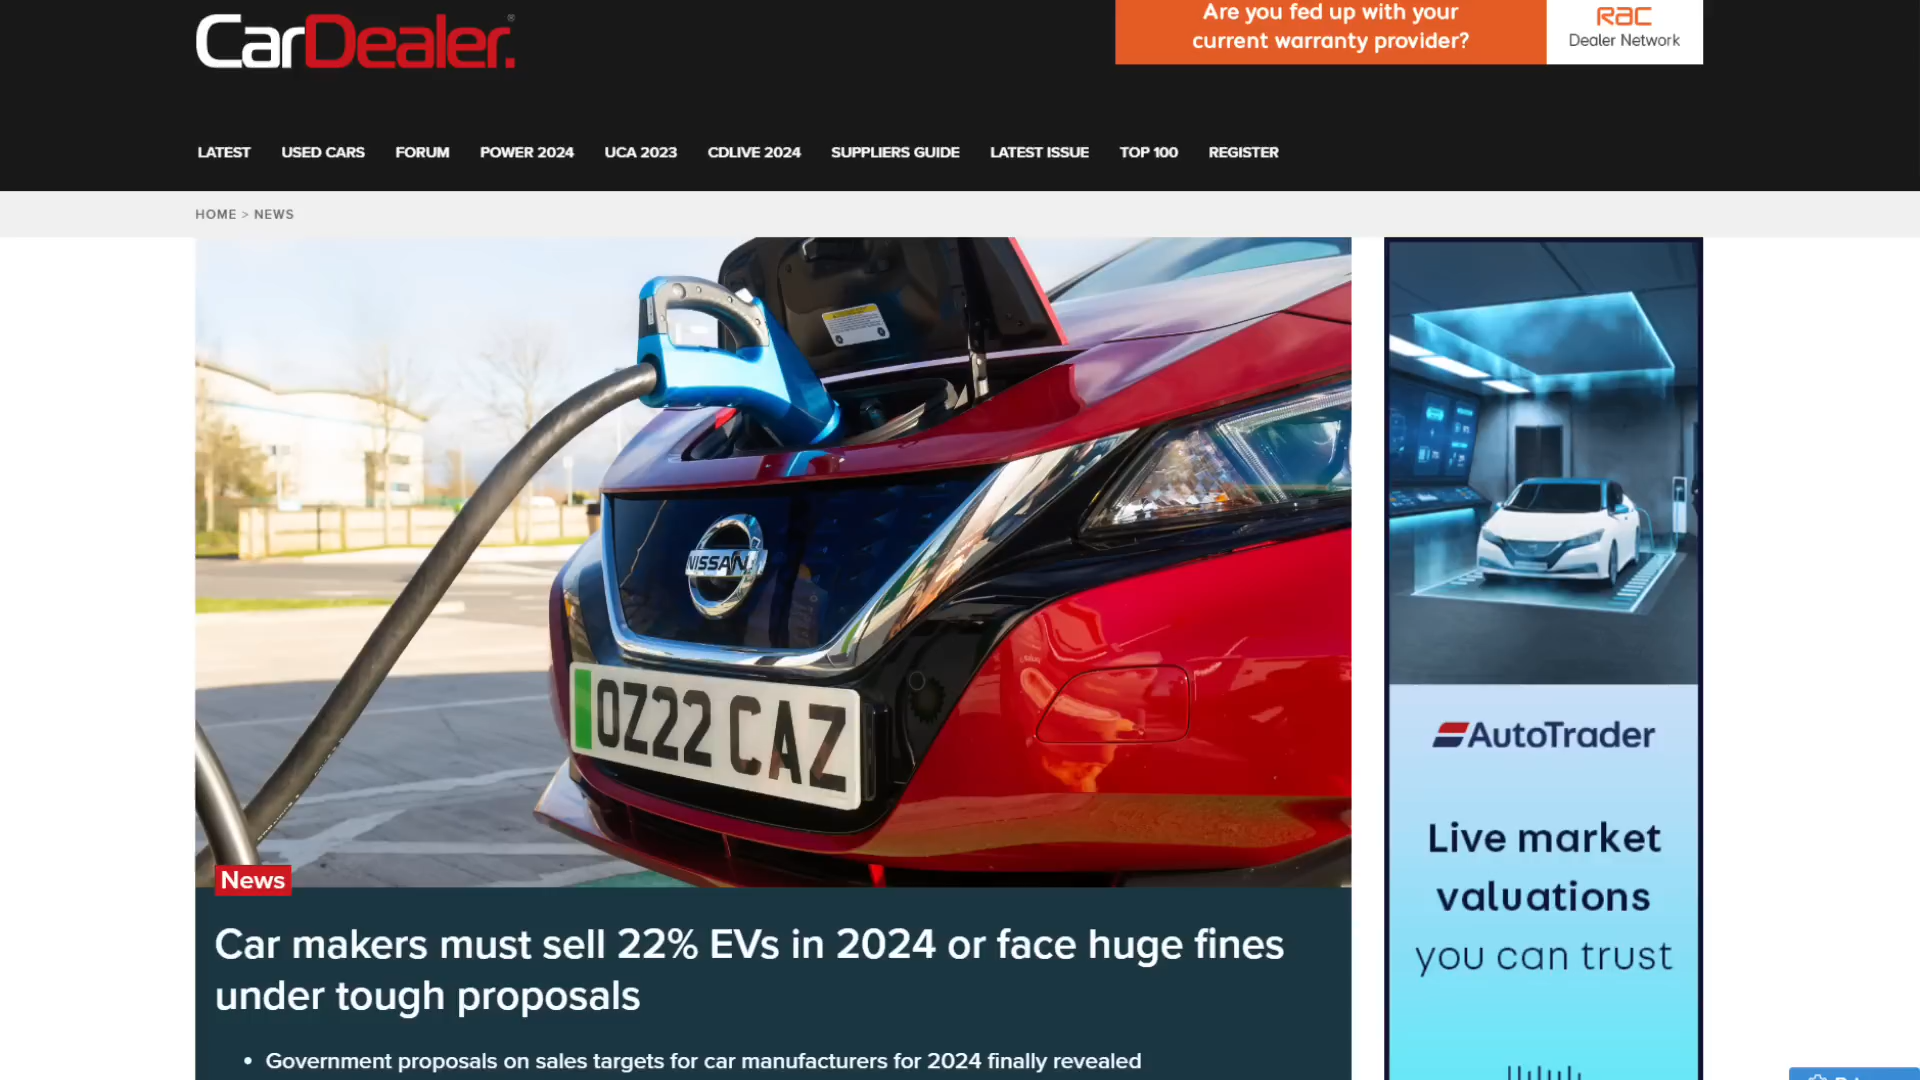 CarDealer.
Are you fed up with your
current warranty provider?
RAC
Dealer Network
LATEST USED CARS FORUM POWER 2024 UCA 2023 CDLIVE 2024 SUPPLIERS GUIDE LATEST ISSUE TOP 100 REGISTER
HOME > NEWS
NISSAN
OZ22 CAZ
News
Car makers must sell 22% EVs in 2024 or face huge fines
under tough proposals
• Government proposals on sales targets for car manufacturers for 2024 finally revealed
AutoTrader
Live market
valuations
you can trust